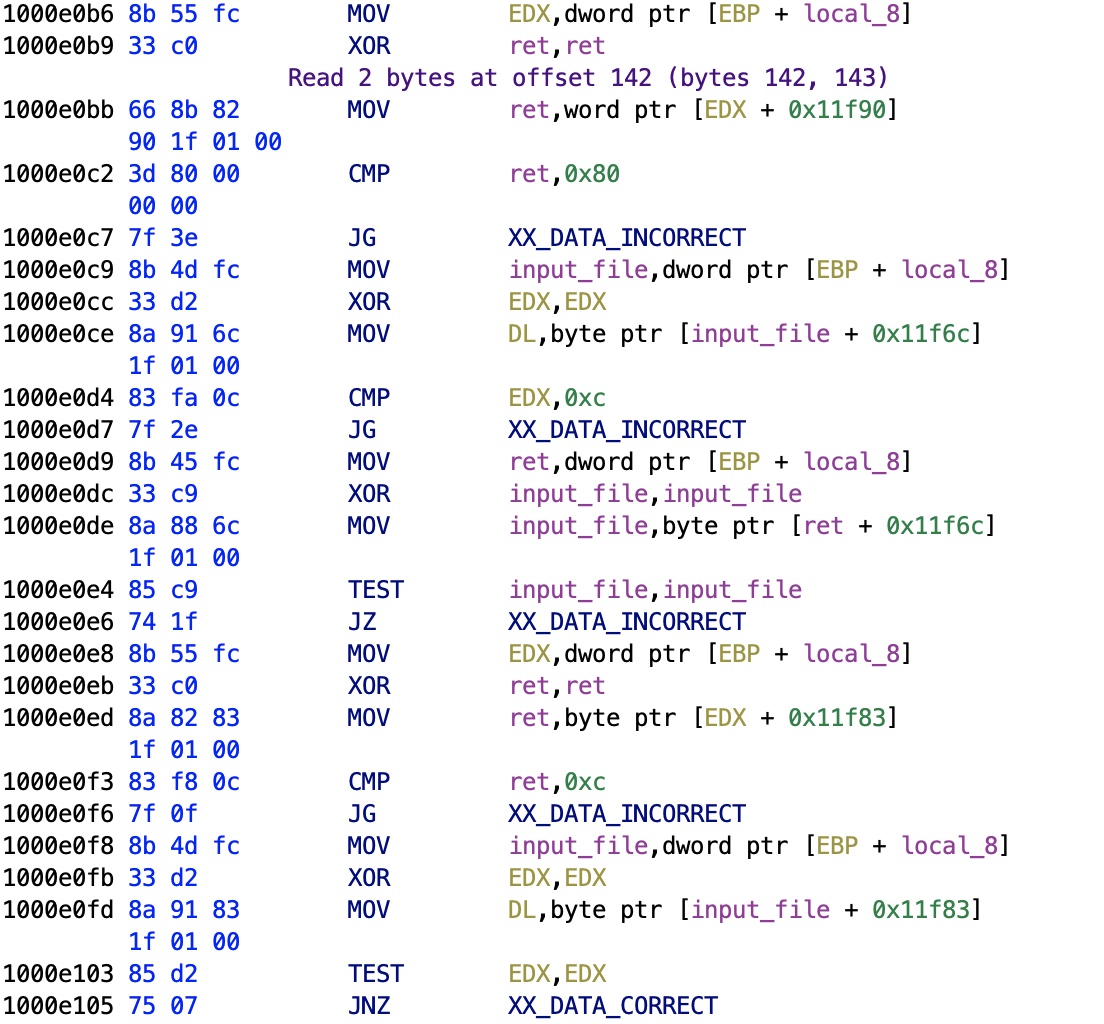 1000e0b6 8b 55 fc MOV EDX,dword ptr [EBP + local_8]
1000e0b9 33 c0 XOR ret,ret
Read 2 bytes at offset 142 (bytes 142, 143)
1000e0bb 66 8b 82 MOV ret,word ptr [EDX + 0x11f90]
90 1f 01 00
1000e0c2 3d 80 00 CMP ret,0x80
00 00
1000e0c7 7f 3e JG XX_DATA_INCORRECT
1000e0c9 8b 4d fc MOV input_file,dword ptr [EBP + local_8]
1000e0cc 33 d2 XOR EDX,EDX
1000e0ce 8a 91 6c MOV DL,byte ptr [input_file + 0x11f6c]
1f 01 00
1000e0d4 83 fa 0c CMP EDX,0xc
1000e0d7 7f 2e JG XX_DATA_INCORRECT
1000e0d9 8b 45 fc MOV ret,dword ptr [EBP + local_8]
1000e0dc 33 c9 XOR input_file,input_file
1000e0de 8a 88 6c MOV input_file,byte ptr [ret + 0x11f6c]
1f 01 00
1000e0e4 85 c9 TEST input_file,input_file
1000e0e6 74 1f JZ XX_DATA_INCORRECT
1000e0e8 8b 55 fc MOV EDX,dword ptr [EBP + local_8]
1000e0eb 33 c0 XOR ret,ret
1000e0ed 8a 82 83 MOV ret,byte ptr [EDX + 0x11f83]
1f 01 00
1000e0f3 83 f8 0c CMP ret,0xc
1000e0f6 7f 0f JG XX_DATA_INCORRECT
1000e0f8 8b 4d fc MOV input_file,dword ptr [EBP + local_8]
1000e0fb 33 d2 XOR EDX,EDX
1000e0fd 8a 91 83 MOV DL,byte ptr [input_file + 0x11f83]
1f 01 00
1000e103 85 d2 TEST EDX,EDX
1000e105 75 07 JNZ XX_DATA_CORRECT